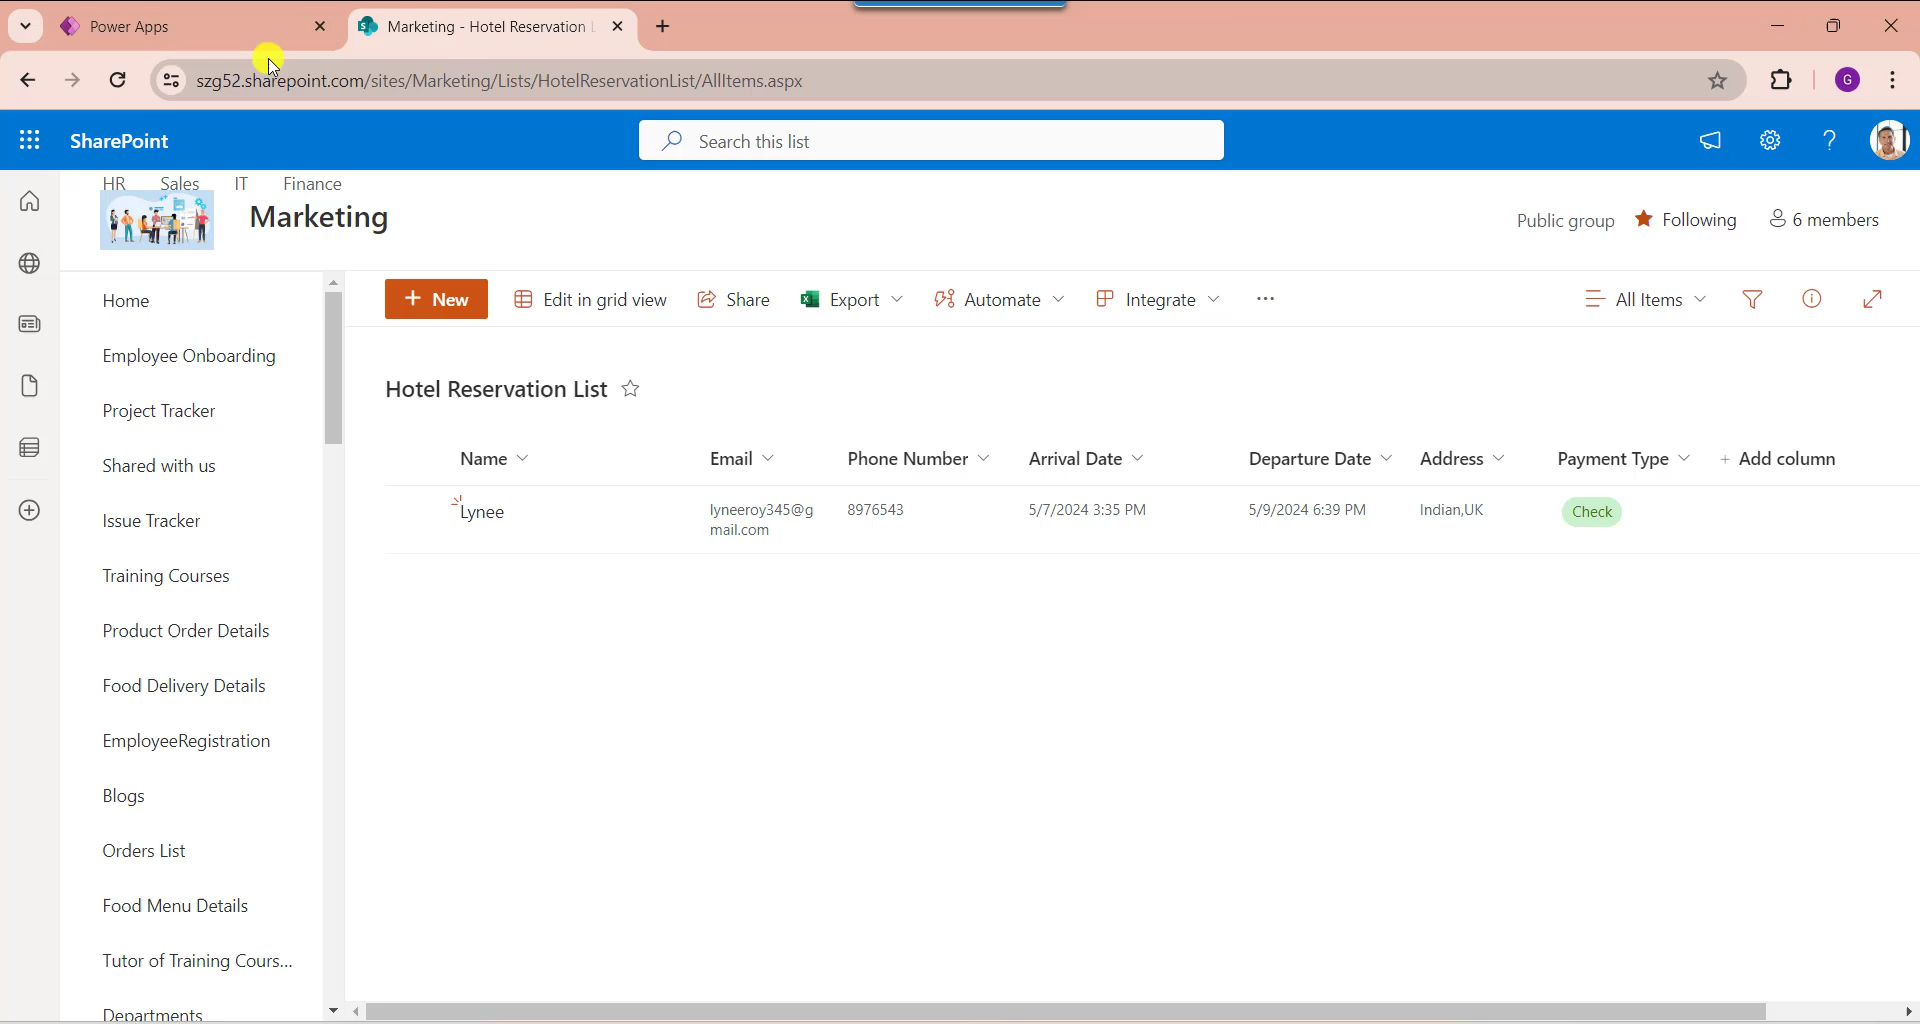 Power Apps
Marketing - Hotel Reservation L
szg52.sharepoint.com/sites/Marketing/Lists/HotelReservationList/AllItems.aspx
G
SharePoint
Search this list
HR Sales IT Finance
Marketing
Public group
Following
6 members
Home
Employee Onboarding
Project Tracker
Shared with us
Issue Tracker
Training Courses
Product Order Details
Food Delivery Details
EmployeeRegistration
Blogs
Orders List
Food Menu Details
Tutor of Training Cours...
Departments
+ New
Edit in grid view
Share
Export
Automate
Integrate
...
All Items
Hotel Reservation List
Name Email Phone Number Arrival Date Departure Date Address Payment Type + Add column
Lynee lyneeroy345@g 8976543 5/7/2024 3:35 PM 5/9/2024 6:39 PM Indian,UK Check
mail.com